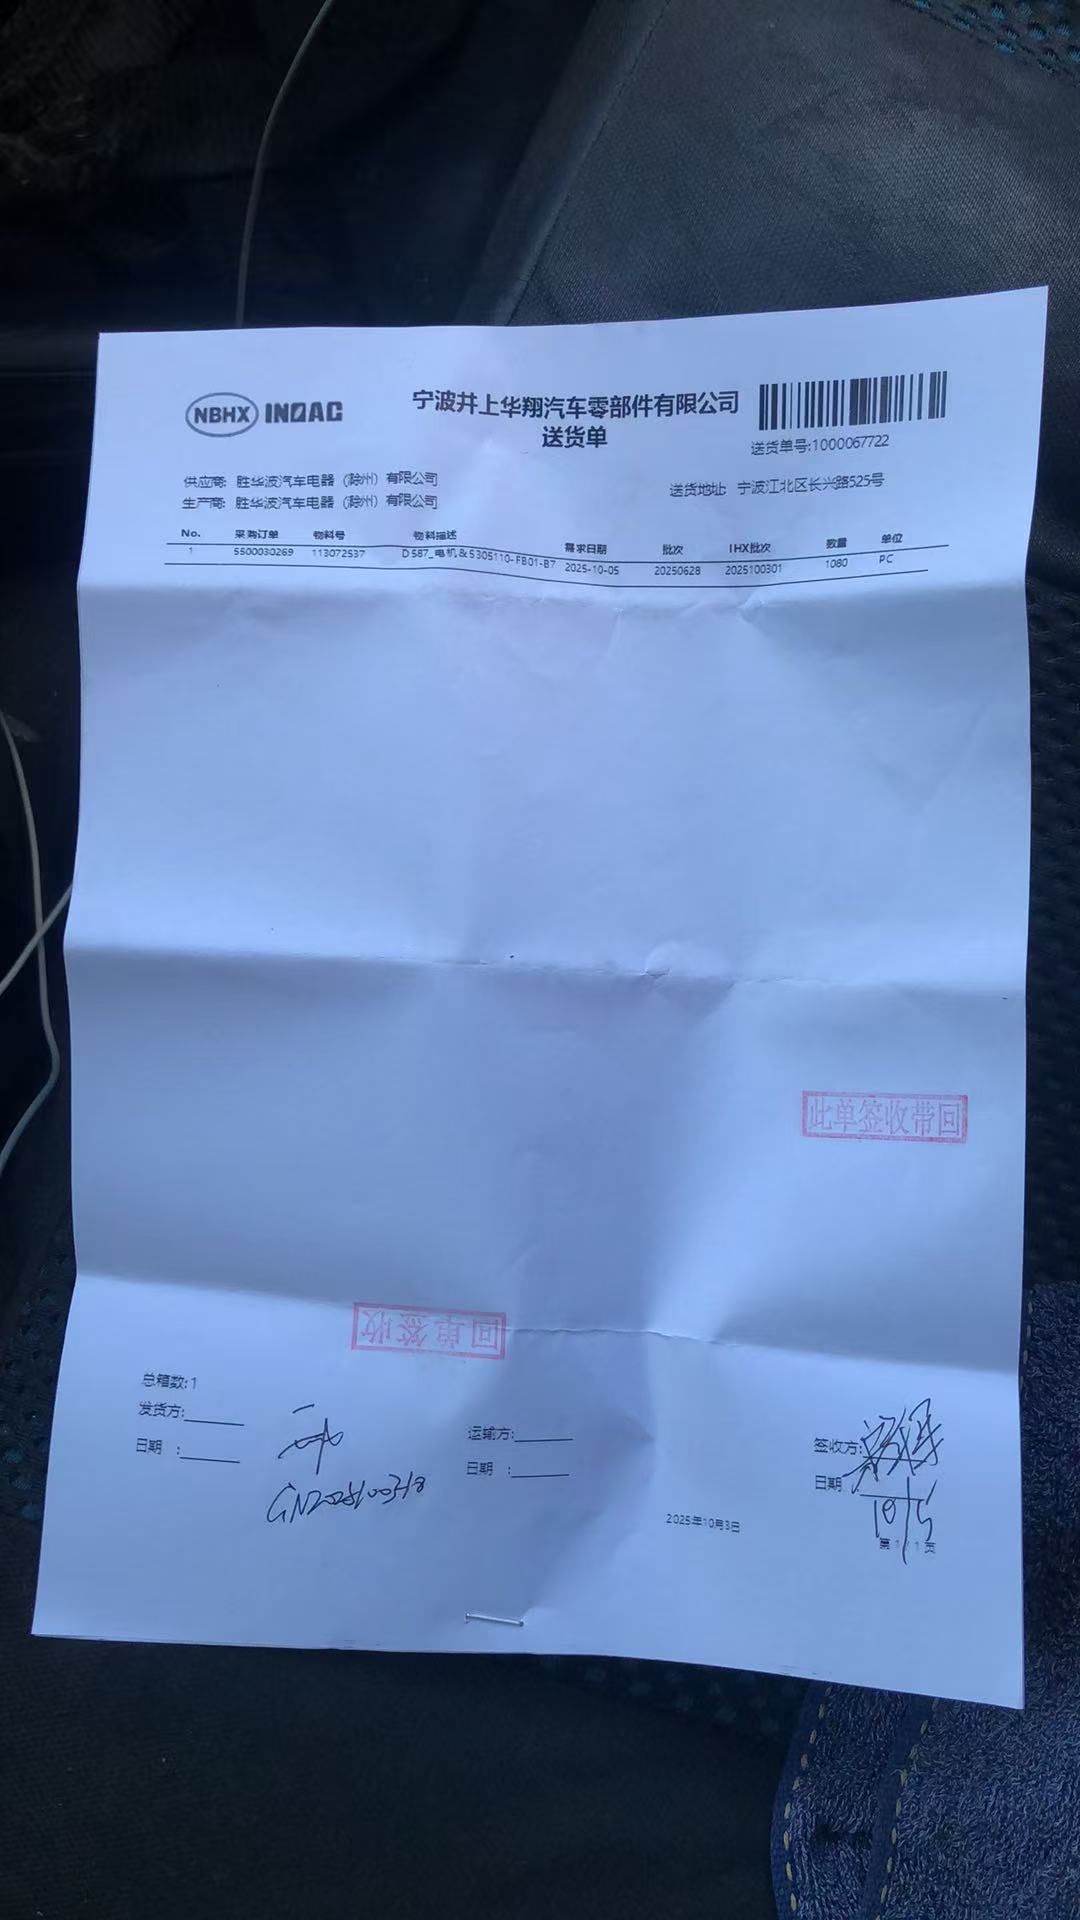 NBHX INOAC
宁波井上华翔汽车零部件有限公司
送货单
送货单号:1000067722
供应商: 胜华波汽车电器（滁州）有限公司
生产商: 胜华波汽车电器（滁州）有限公司
送货地址: 宁波江北区长兴路525号
No. 采购订单 物料号 物料描述 需求日期 批次 IHX批次 数量 单位
1 5500030269 113072537 D587_电机&5305110-FB01-B7 2025-10-05 20250628 2025100301 1080 PC
此单签收带回
回单签收
总箱数:1
发货方:
日期 :
运输方:
日期 :
签收方:
日期
10/5
2025年10月3日
第 1 / 1 页